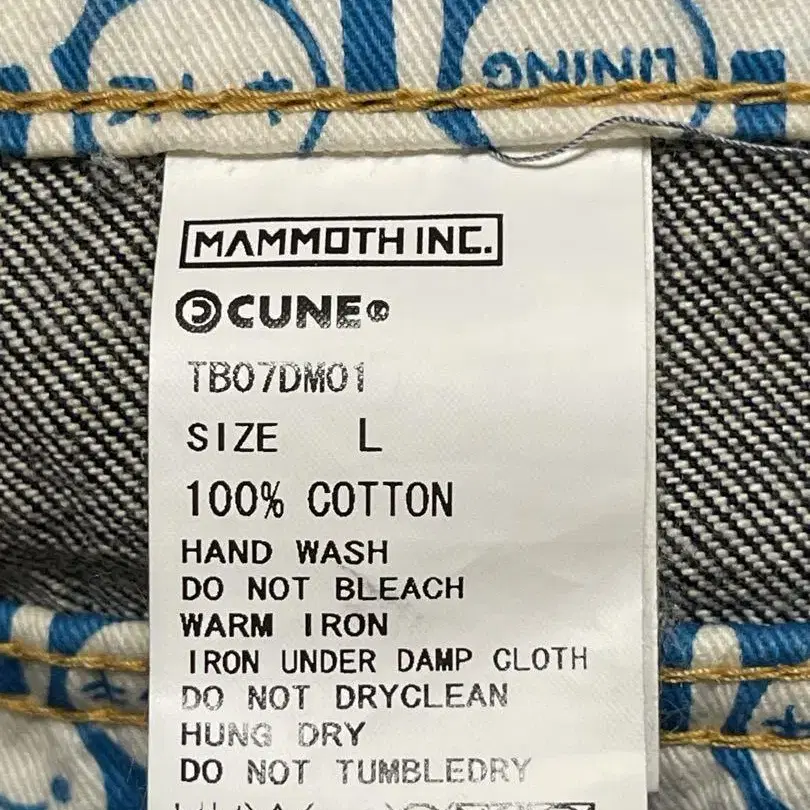 LINING
MAMMOTH INC.
CUNE®
TB07DM01
SIZE L
100% COTTON
HAND WASH
DO NOT BLEACH
WARM IRON
IRON UNDER DAMP CLOTH
DO NOT DRYCLEAN
HUNG DRY
DO NOT TUMBLEDRY